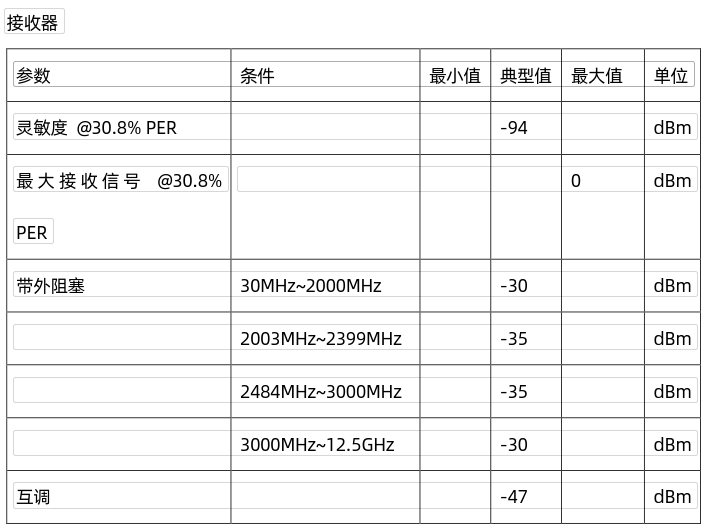 接收器
参数 条件 最小值 典型值 最大值 单位
灵敏度 @30.8% PER -94 dBm
最大接收信号 @30.8% 0 dBm
PER
带外阻塞 30MHz~2000MHz -30 dBm
2003MHz~2399MHz -35 dBm
2484MHz~3000MHz -35 dBm
3000MHz~12.5GHz -30 dBm
互调 -47 dBm